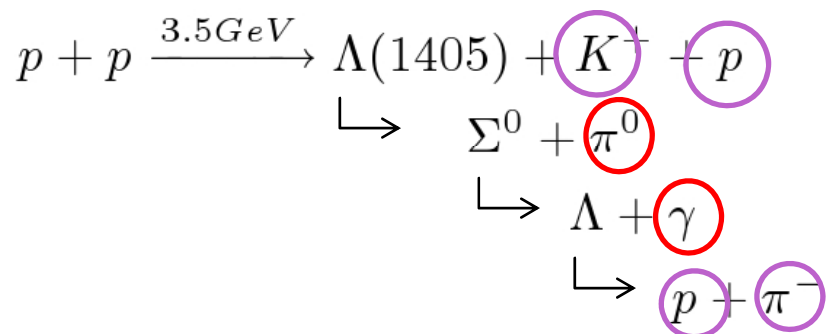 p + p 3.5GeV⟶ Λ(1405) + K⁺ + p
Σ⁰ + π⁰
Λ + γ
p + π⁻